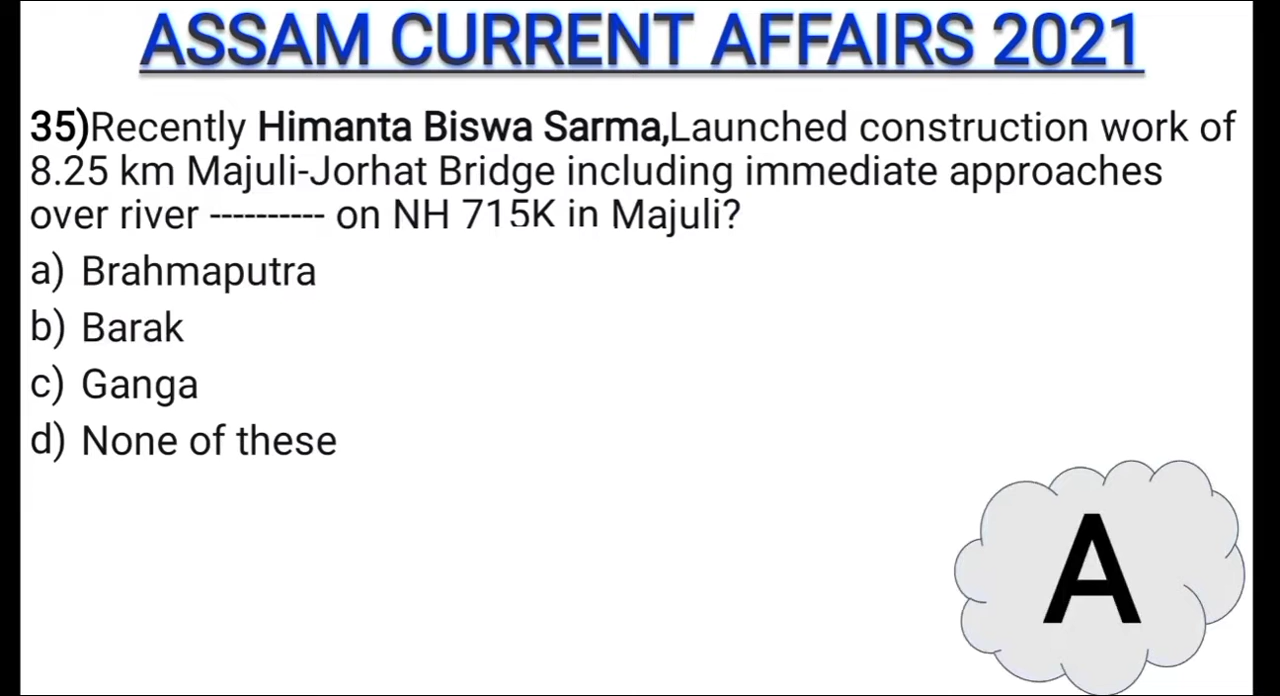 ASSAM CURRENT AFFAIRS 2021
35)Recently Himanta Biswa Sarma,Launched construction work of
8.25 km Majuli-Jorhat Bridge including immediate approaches
over river ---------- on NH 715K in Majuli?
a) Brahmaputra
b) Barak
c) Ganga
d) None of these
A